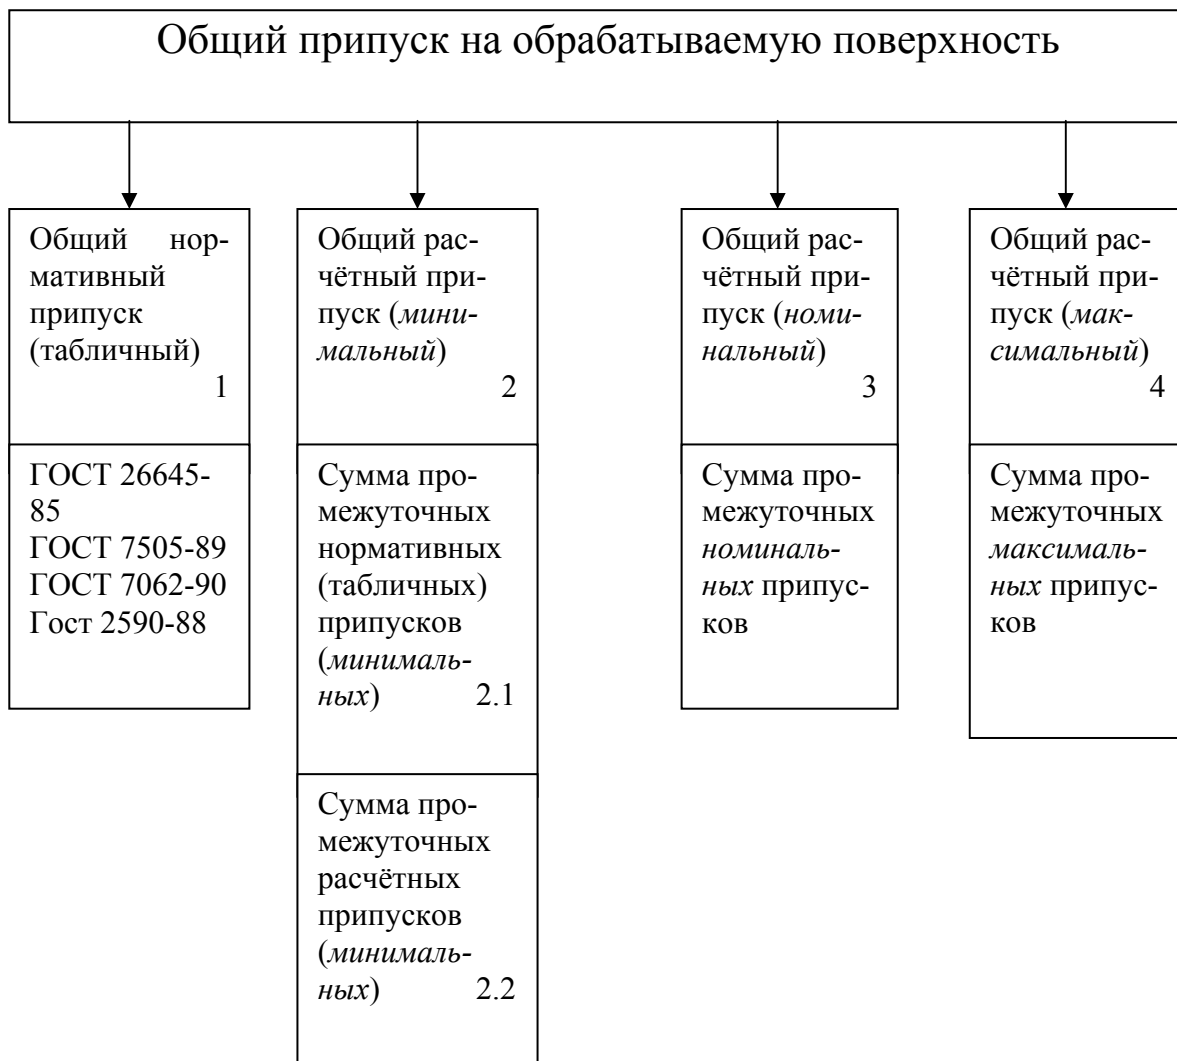 Общий припуск на обрабатываемую поверхность
Общий нор-
мативный
припуск
(табличный)
1
ГОСТ 26645-
85
ГОСТ 7505-89
ГОСТ 7062-90
Гост 2590-88
Общий рас-
чётный при-
пуск (мини-
мальный)
2
Сумма про-
межуточных
нормативных
(табличных)
припусков
(минималь-
ных) 2.1
Сумма про-
межуточных
расчётных
припусков
(минималь-
ных) 2.2
Общий рас-
чётный при-
пуск (номи-
нальный)
3
Сумма про-
межуточных
номиналь-
ных припус-
ков
Общий рас-
чётный при-
пуск (мак-
симальный)
4
Сумма про-
межуточных
максималь-
ных припус-
ков